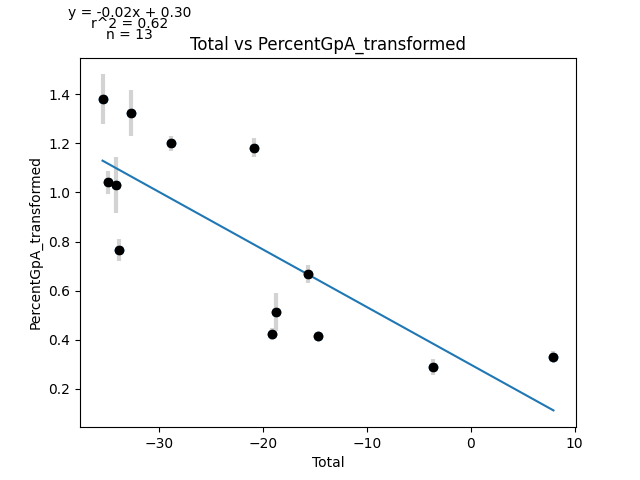 y = -0.02x + 0.30
r^2 = 0.62
n = 13
Total vs PercentGpA_transformed
PercentGpA_transformed
1.4
1.2
1.0
0.8
0.6
0.4
0.2
−30
−20
−10
0
10
Total